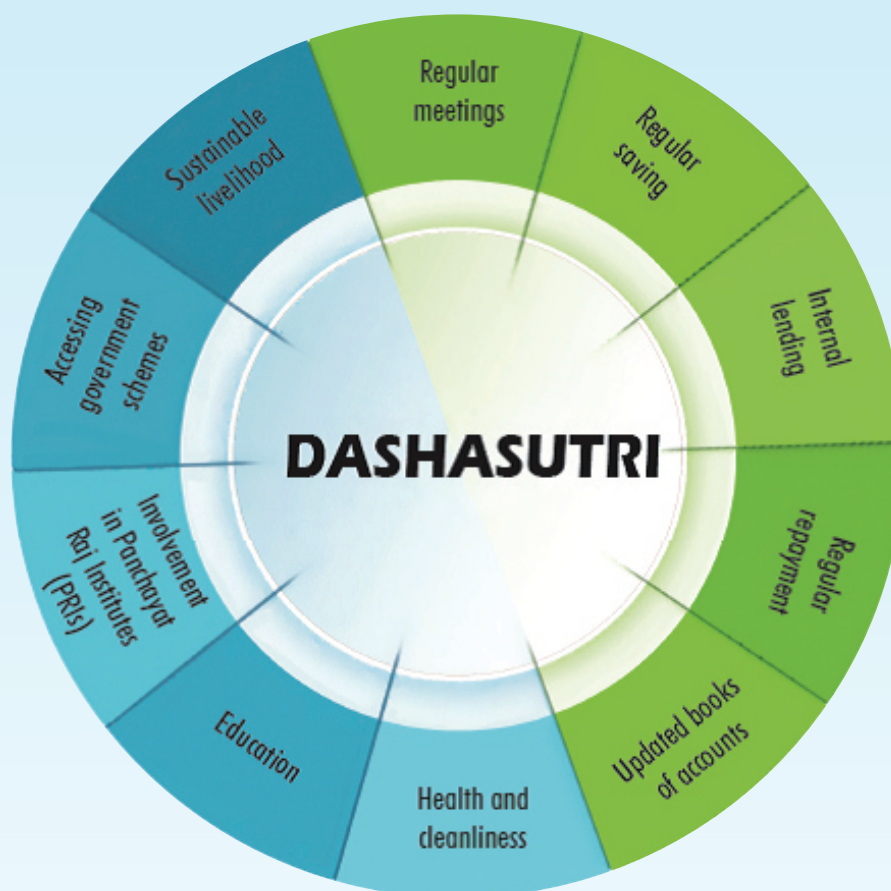 Regular
meetings
Regular
saving
Internal
lending
Regular
repayment
Updated books
of accounts
Health and
cleanliness
Education
Involvement
in Panchayat
Raj Institutes
(PRIs)
Accessing
government
schemes
Sustainable
livelihood
DASHASUTRI